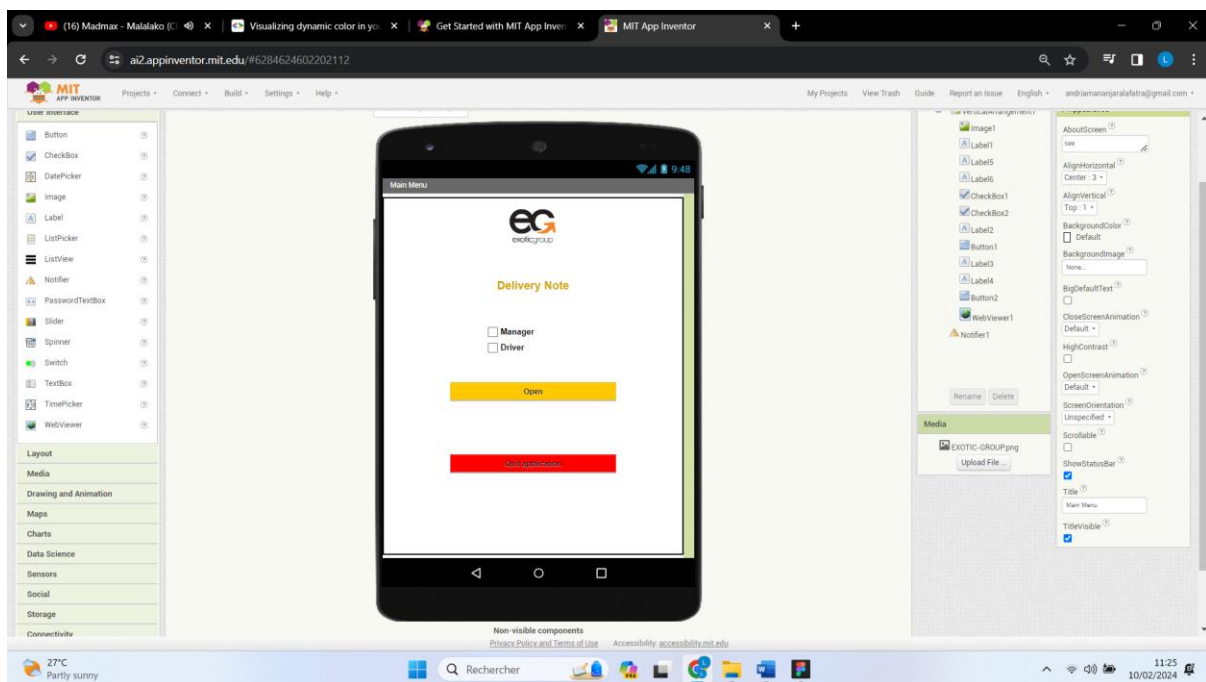 (16) Madmax - Malalako (Cl
Visualizing dynamic color in yo
Get Started with MIT App Inven
MIT App Inventor
ai2.appinventor.mit.edu/#6284624602202112
MIT
APP INVENTOR
Projects
Connect
Build
Settings
Help
My Projects
View Trash
Guide
Report an Issue
English
andriamananjaralafatra@gmail.com
User Interface
Button
CheckBox
DatePicker
Image
Label
ListPicker
ListView
Notifier
PasswordTextBox
Slider
Spinner
Switch
TextBox
TimePicker
WebViewer
Layout
Media
Drawing and Animation
Maps
Charts
Data Science
Sensors
Social
Storage
Connectivity
9:48
Main Menu
eG
exoticgroup
Delivery Note
Manager
Driver
Open
Quit application
Non-visible components
Privacy Policy and Terms of Use
Accessibility: accessibility.mit.edu
VerticalArrangement1
Image1
Label1
Label5
Label6
CheckBox1
CheckBox2
Label2
Button1
Label3
Label4
Button2
WebViewer1
Notifier1
Rename
Delete
Media
EXOTIC-GROUP.png
Upload File ...
Appearance
AboutScreen
AlignHorizontal
Center : 3
AlignVertical
Top : 1
BackgroundColor
Default
BackgroundImage
None...
BigDefaultText
CloseScreenAnimation
Default
HighContrast
OpenScreenAnimation
Default
ScreenOrientation
Unspecified
Scrollable
ShowStatusBar
Title
Main Menu
TitleVisible
27°C
Partly sunny
Rechercher
11:25
10/02/2024